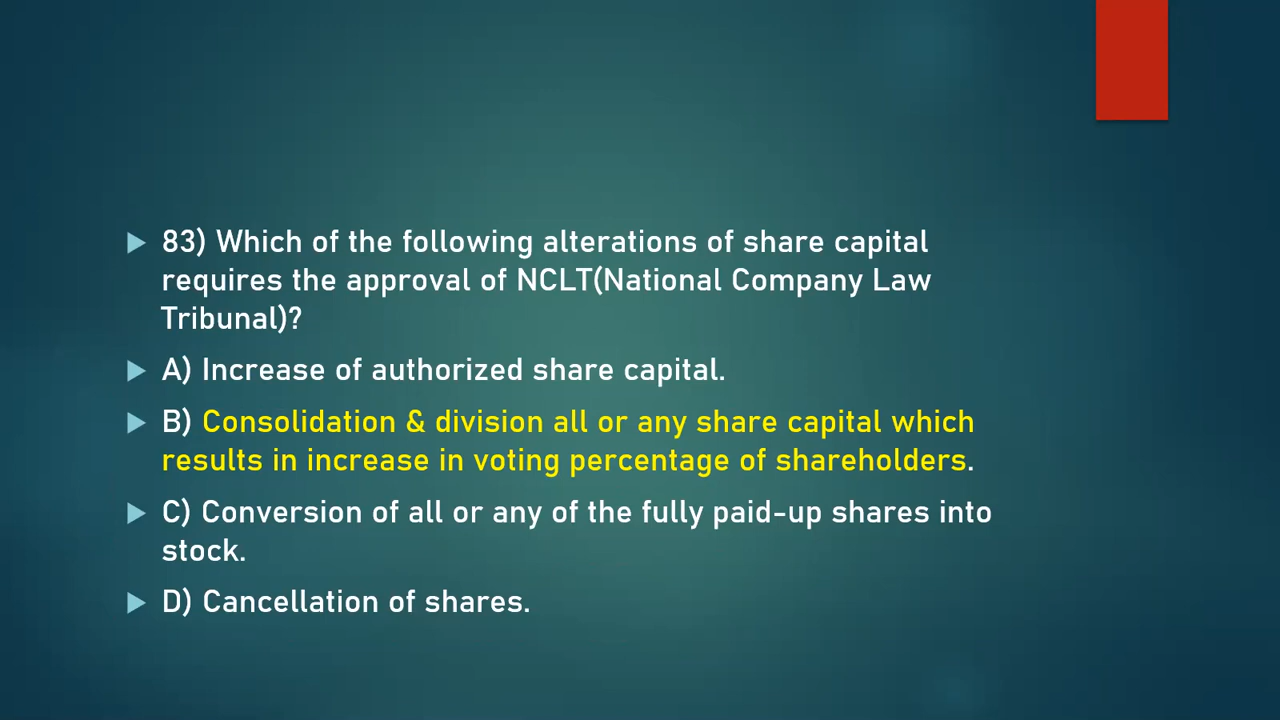 83) Which of the following alterations of share capital
requires the approval of NCLT(National Company Law
Tribunal)?
A) Increase of authorized share capital.
B) Consolidation & division all or any share capital which
results in increase in voting percentage of shareholders.
C) Conversion of all or any of the fully paid-up shares into
stock.
D) Cancellation of shares.